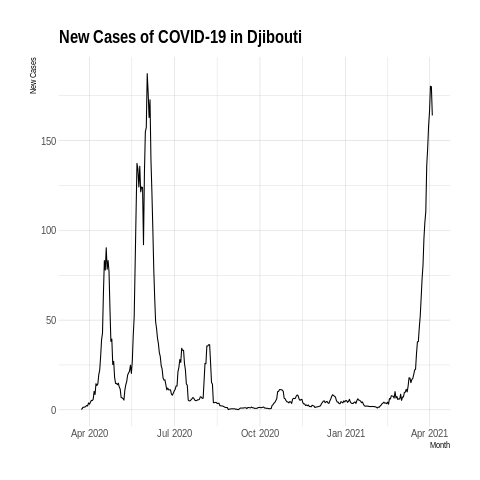 New Cases of COVID-19 in Djibouti
New Cases
150
100
50
0
Apr 2020 Jul 2020 Oct 2020 Jan 2021 Apr 2021
Month